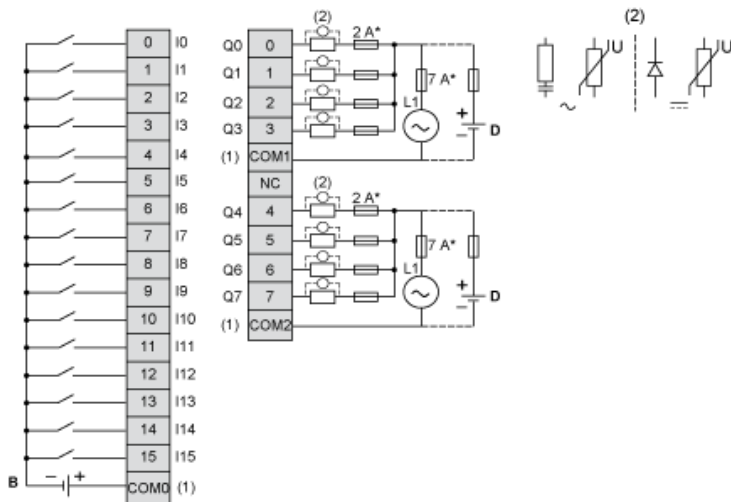 0 I0
1 I1
2 I2
3 I3
4 I4
5 I5
6 I6
7 I7
8 I8
9 I9
10 I10
11 I11
12 I12
13 I13
14 I14
15 I15
B − + COM0 (1)
(2) 2 A*
Q0 0
Q1 1
Q2 2
Q3 3
7 A*
L1
+
− D
(1) COM1
NC
(2) 2 A*
Q4 4
Q5 5
Q6 6
Q7 7
7 A*
L1
+
− D
(1) COM2
(2)
IU IU
~